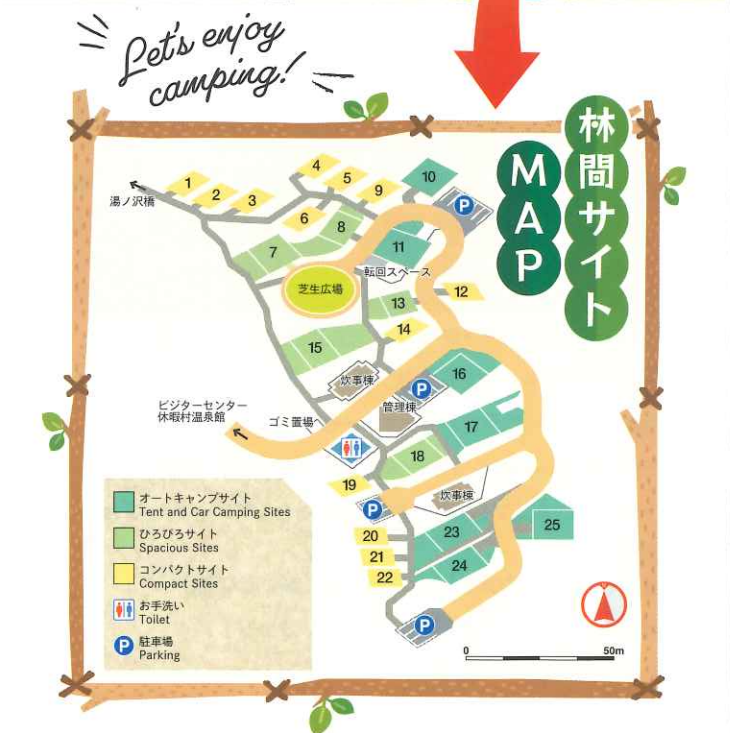 Let's enjoy
camping!
林間サイト
MAP
湯ノ沢橋
1
2
3
4
5
9
10
P
6
8
7
11
転回スペース
芝生広場
12
13
14
15
炊事棟
16
P
管理棟
ビジターセンター
休暇村温泉館
ゴミ置場へ
17
18
19
P
炊事棟
20
21
22
23
24
25
P
オートキャンプサイト
Tent and Car Camping Sites
ひろびろサイト
Spacious Sites
コンパクトサイト
Compact Sites
お手洗い
Toilet
P
駐車場
Parking
0
50m